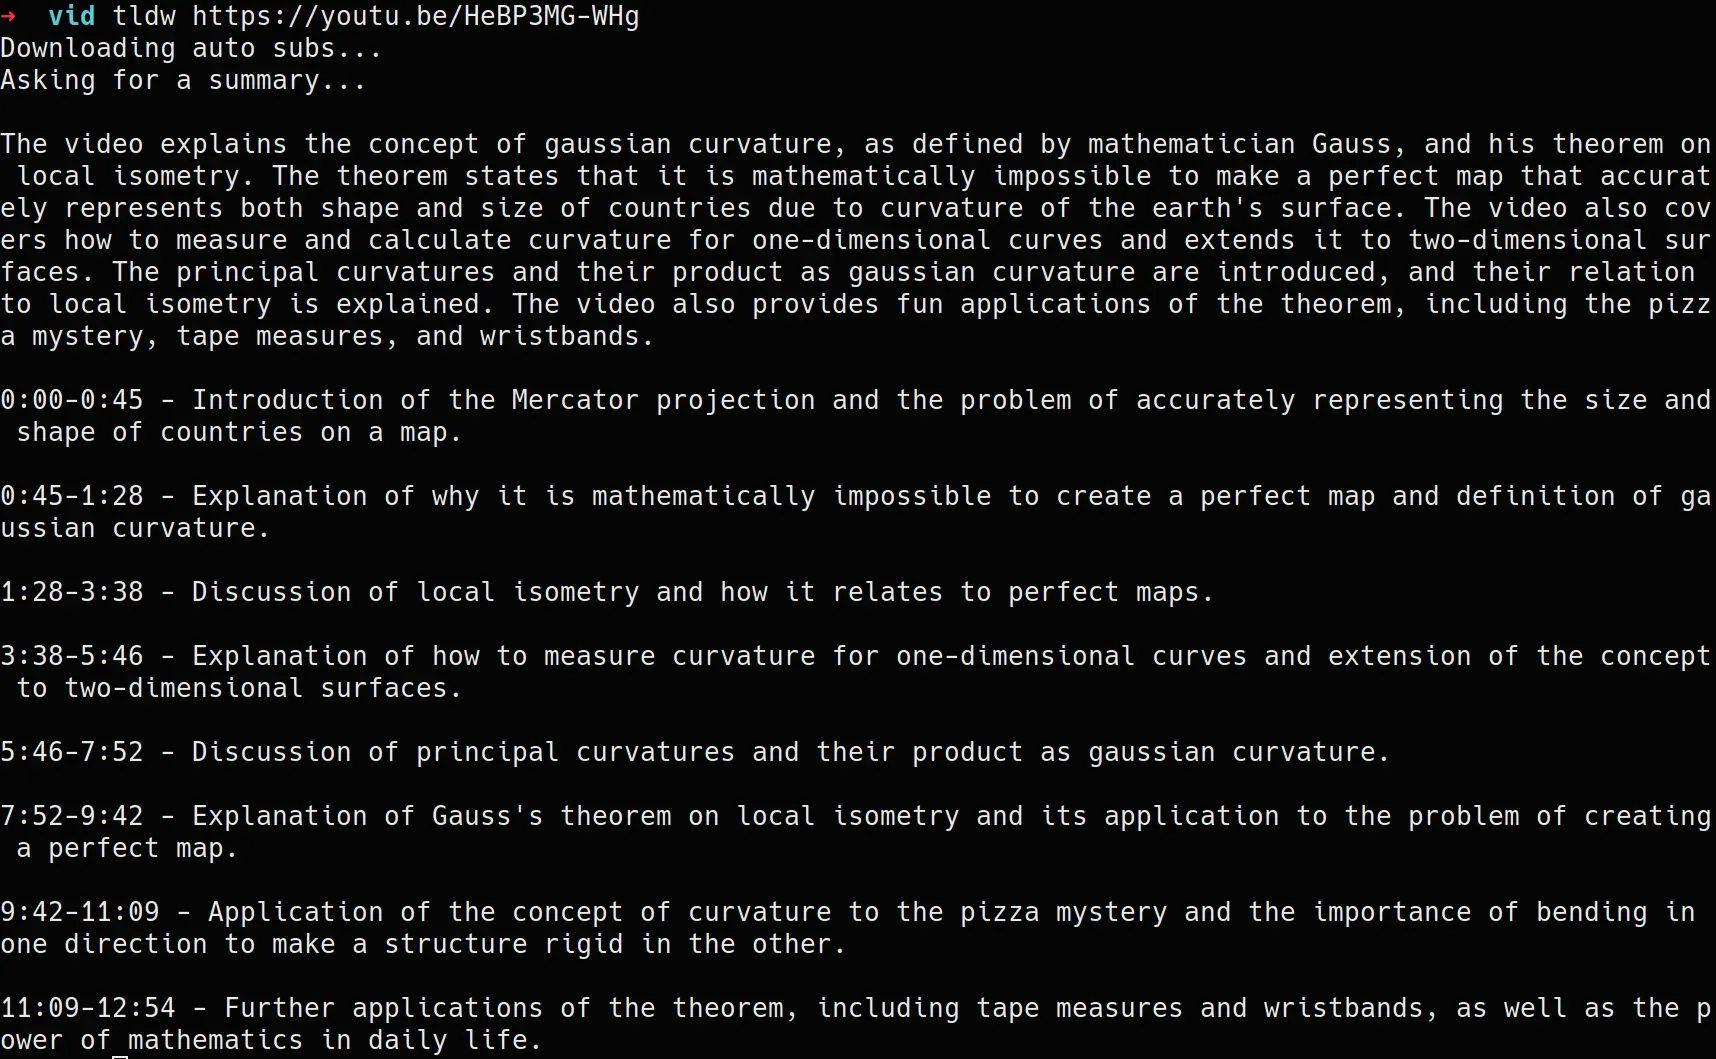 ➜  vid tldw https://youtu.be/HeBP3MG-WHg
Downloading auto subs...
Asking for a summary...

The video explains the concept of gaussian curvature, as defined by mathematician Gauss, and his theorem on
 local isometry. The theorem states that it is mathematically impossible to make a perfect map that accurat
ely represents both shape and size of countries due to curvature of the earth's surface. The video also cov
ers how to measure and calculate curvature for one-dimensional curves and extends it to two-dimensional sur
faces. The principal curvatures and their product as gaussian curvature are introduced, and their relation
to local isometry is explained. The video also provides fun applications of the theorem, including the pizz
a mystery, tape measures, and wristbands.

0:00-0:45 - Introduction of the Mercator projection and the problem of accurately representing the size and
 shape of countries on a map.

0:45-1:28 - Explanation of why it is mathematically impossible to create a perfect map and definition of ga
ussian curvature.

1:28-3:38 - Discussion of local isometry and how it relates to perfect maps.

3:38-5:46 - Explanation of how to measure curvature for one-dimensional curves and extension of the concept
 to two-dimensional surfaces.

5:46-7:52 - Discussion of principal curvatures and their product as gaussian curvature.

7:52-9:42 - Explanation of Gauss's theorem on local isometry and its application to the problem of creating
 a perfect map.

9:42-11:09 - Application of the concept of curvature to the pizza mystery and the importance of bending in
one direction to make a structure rigid in the other.

11:09-12:54 - Further applications of the theorem, including tape measures and wristbands, as well as the p
ower of mathematics in daily life.